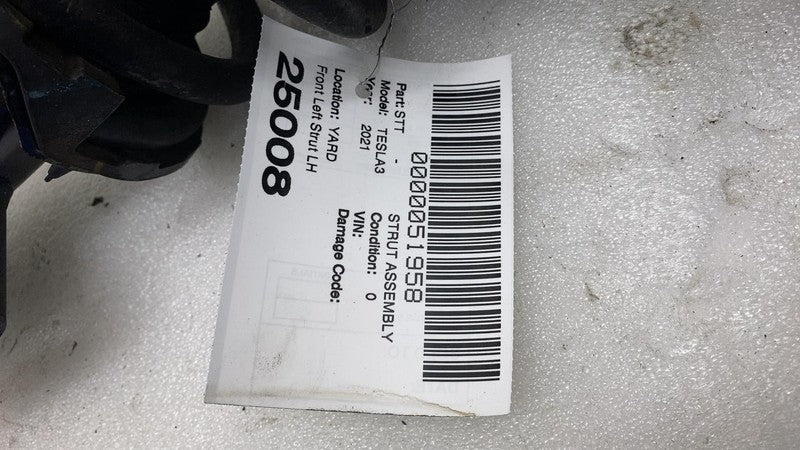 0000051958
Part: STT - STRUT ASSEMBLY
Model: TESLA3 Condition: 0
Year: 2021 VIN:
Damage Code:
Location: YARD
Front Left Strut LH
25008